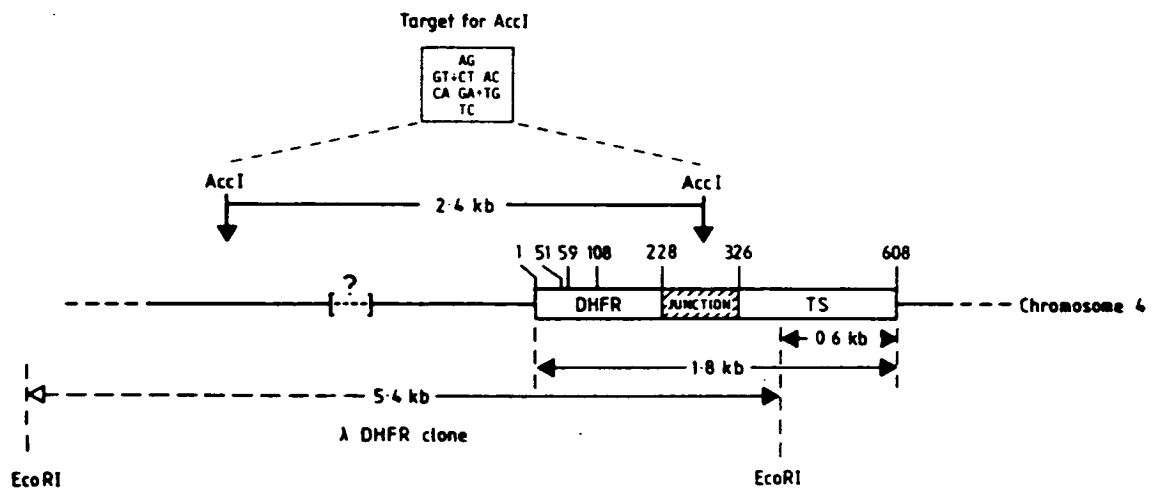 Target for AccI
AG
GT↓CT AC
CA GA↑TG
TC
AccI
AccI
2·4 kb
1 51 59 108 228 326 608
?
DHFR
JUNCTION
TS
Chromosome 4
0·6 kb
1·8 kb
5·4 kb
λ DHFR clone
EcoRI
EcoRI